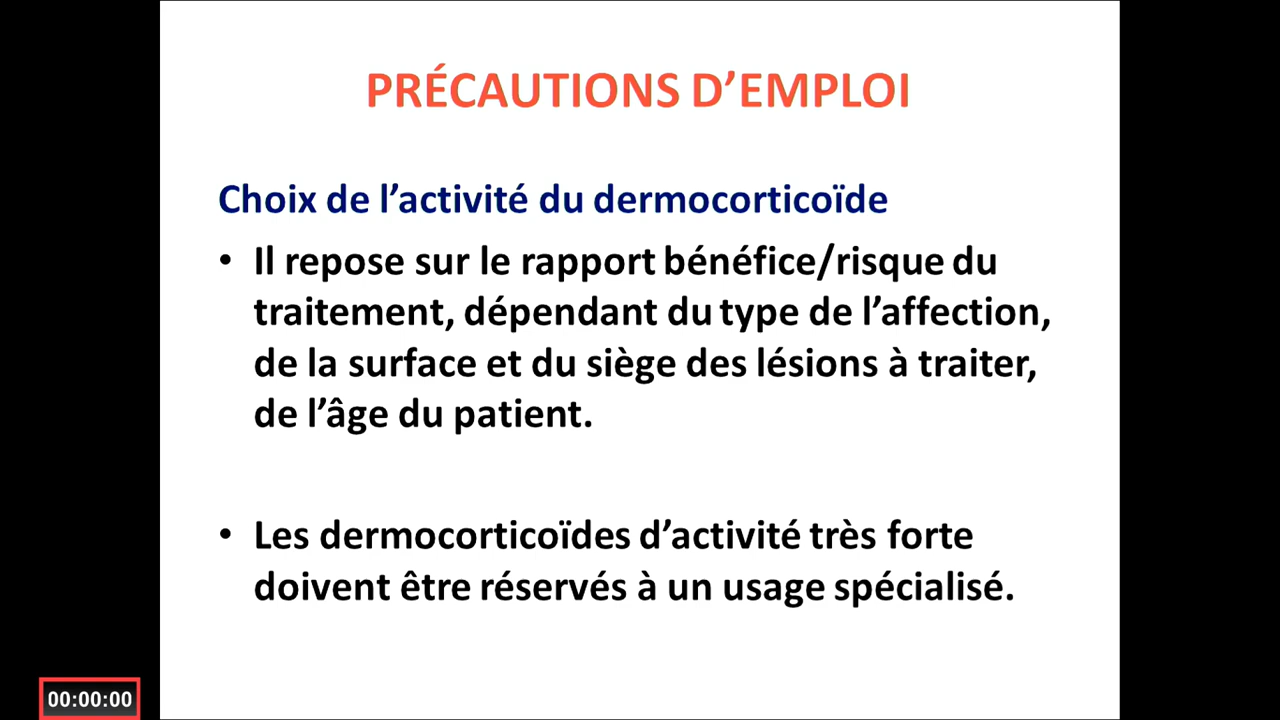 PRÉCAUTIONS D’EMPLOI
Choix de l’activité du dermocorticoïde
• Il repose sur le rapport bénéfice/risque du
traitement, dépendant du type de l’affection,
de la surface et du siège des lésions à traiter,
de l’âge du patient.
• Les dermocorticoïdes d’activité très forte
doivent être réservés à un usage spécialisé.
00:00:00